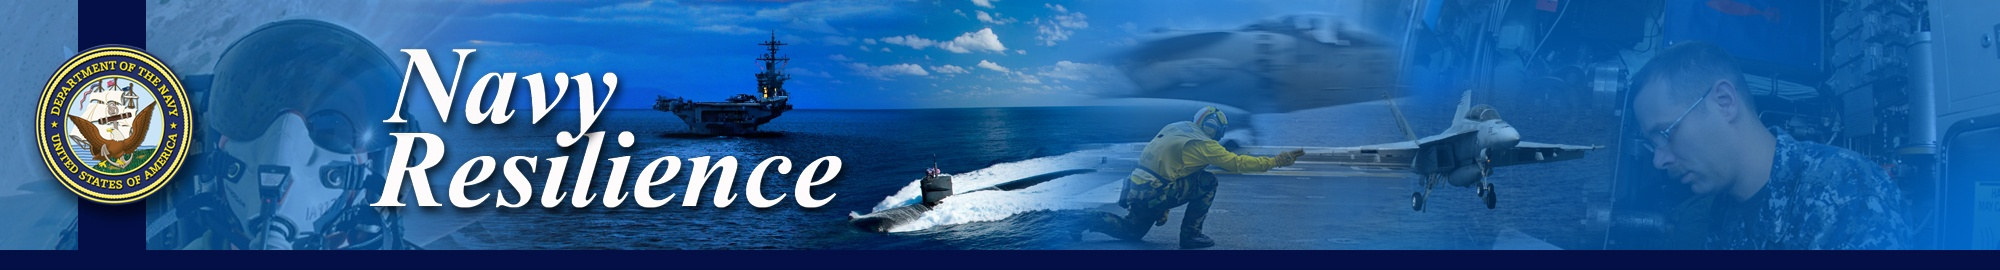 DEPARTMENT OF THE NAVY
UNITED STATES OF AMERICA
Navy
Resilience